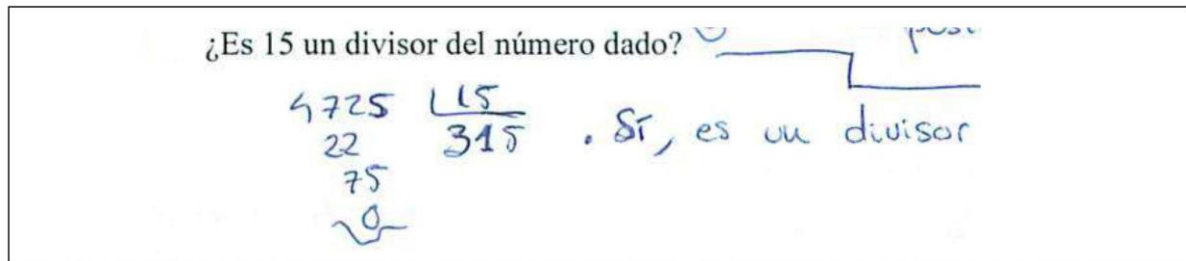 ¿Es 15 un divisor del número dado?
4725 15
22 315 . Sí, es un divisor
75
0